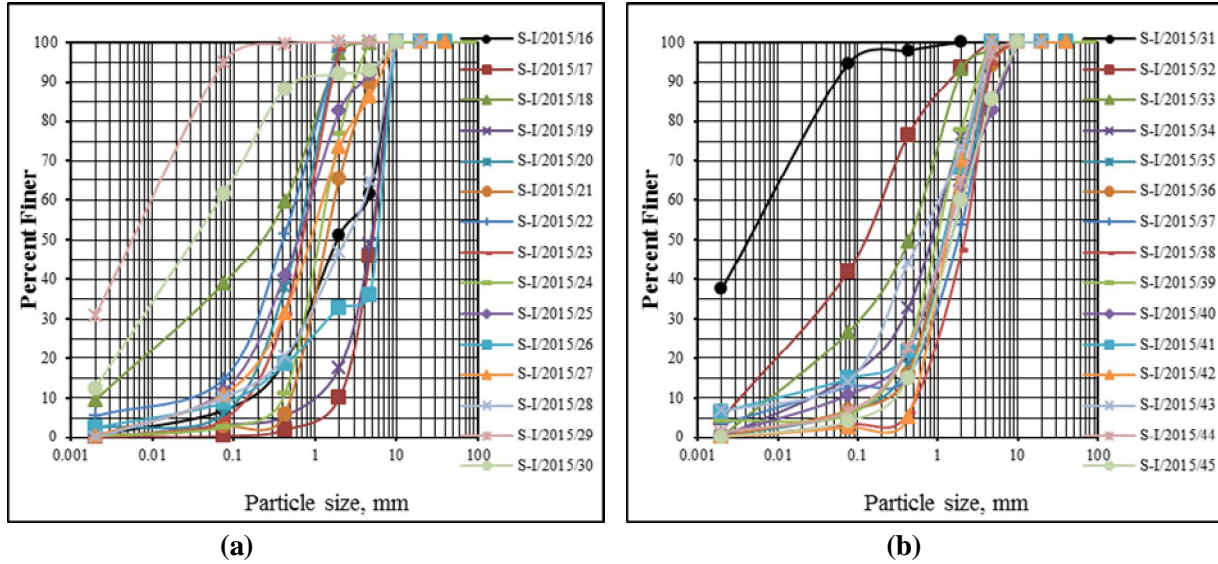 Percent Finer
100
90
80
70
60
50
40
30
20
10
0
0.001 0.01 0.1 1 10 100
Particle size, mm
S-I/2015/16
S-I/2015/17
S-I/2015/18
S-I/2015/19
S-I/2015/20
S-I/2015/21
S-I/2015/22
S-I/2015/23
S-I/2015/24
S-I/2015/25
S-I/2015/26
S-I/2015/27
S-I/2015/28
S-I/2015/29
S-I/2015/30
(a)
Percent Finer
100
90
80
70
60
50
40
30
20
10
0
0.001 0.01 0.1 1 10 100
Particle size, mm
S-I/2015/31
S-I/2015/32
S-I/2015/33
S-I/2015/34
S-I/2015/35
S-I/2015/36
S-I/2015/37
S-I/2015/38
S-I/2015/39
S-I/2015/40
S-I/2015/41
S-I/2015/42
S-I/2015/43
S-I/2015/44
S-I/2015/45
(b)